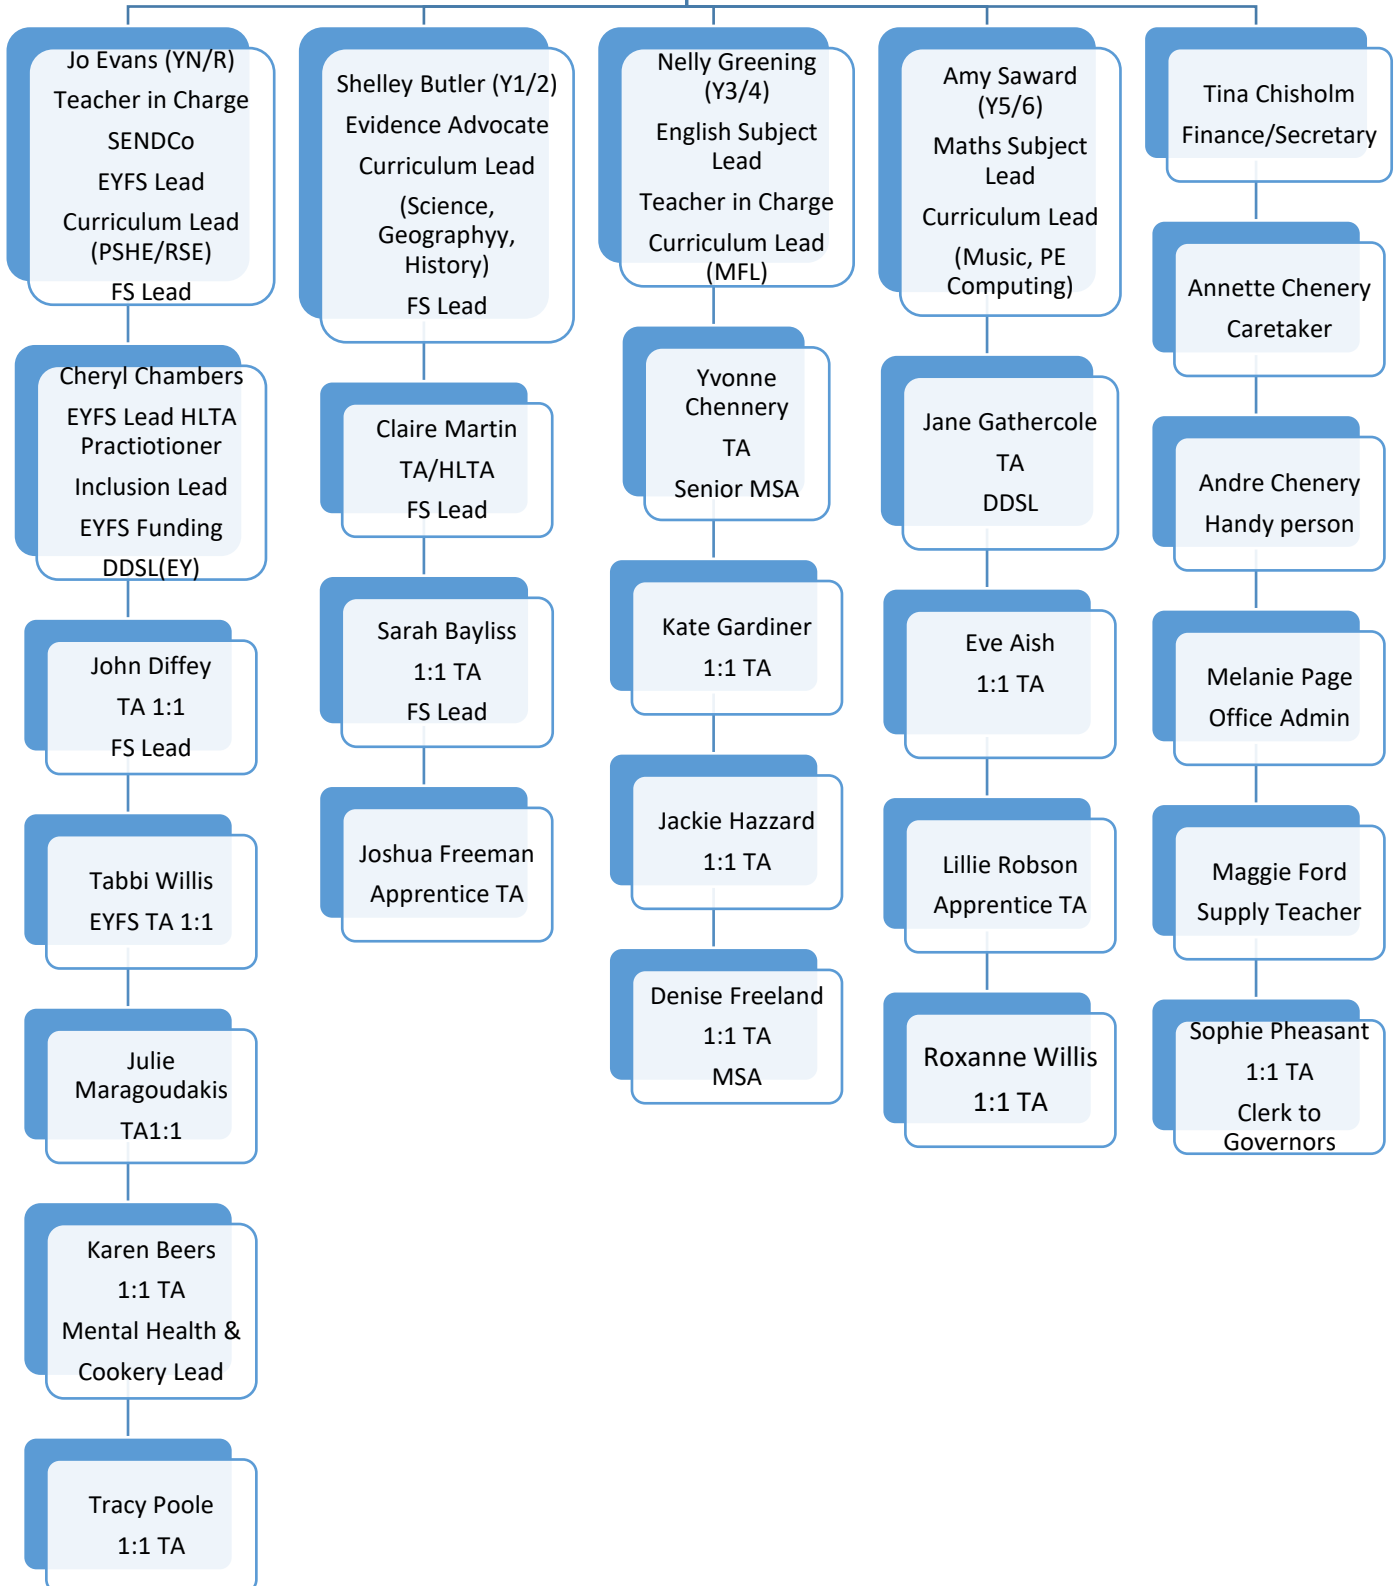 Jo Evans (YN/R)
Teacher in Charge
SENDCo
EYFS Lead
Curriculum Lead
(PSHE/RSE)
FS Lead
Cheryl Chambers
EYFS Lead HLTA
Practiotioner
Inclusion Lead
EYFS Funding
DDSL(EY)
John Diffey
TA 1:1
FS Lead
Tabbi Willis
EYFS TA 1:1
Julie
Maragoudakis
TA1:1
Karen Beers
1:1 TA
Mental Health &
Cookery Lead
Tracy Poole
1:1 TA
Shelley Butler (Y1/2)
Evidence Advocate
Curriculum Lead
(Science,
Geographyy,
History)
FS Lead
Claire Martin
TA/HLTA
FS Lead
Sarah Bayliss
1:1 TA
FS Lead
Joshua Freeman
Apprentice TA
Nelly Greening
(Y3/4)
English Subject
Lead
Teacher in Charge
Curriculum Lead
(MFL)
Yvonne
Chennery
TA
Senior MSA
Kate Gardiner
1:1 TA
Jackie Hazzard
1:1 TA
Denise Freeland
1:1 TA
MSA
Amy Saward
(Y5/6)
Maths Subject
Lead
Curriculum Lead
(Music, PE
Computing)
Jane Gathercole
TA
DDSL
Eve Aish
1:1 TA
Lillie Robson
Apprentice TA
Roxanne Willis
1:1 TA
Tina Chisholm
Finance/Secretary
Annette Chenery
Caretaker
Andre Chenery
Handy person
Melanie Page
Office Admin
Maggie Ford
Supply Teacher
Sophie Pheasant
1:1 TA
Clerk to
Governors